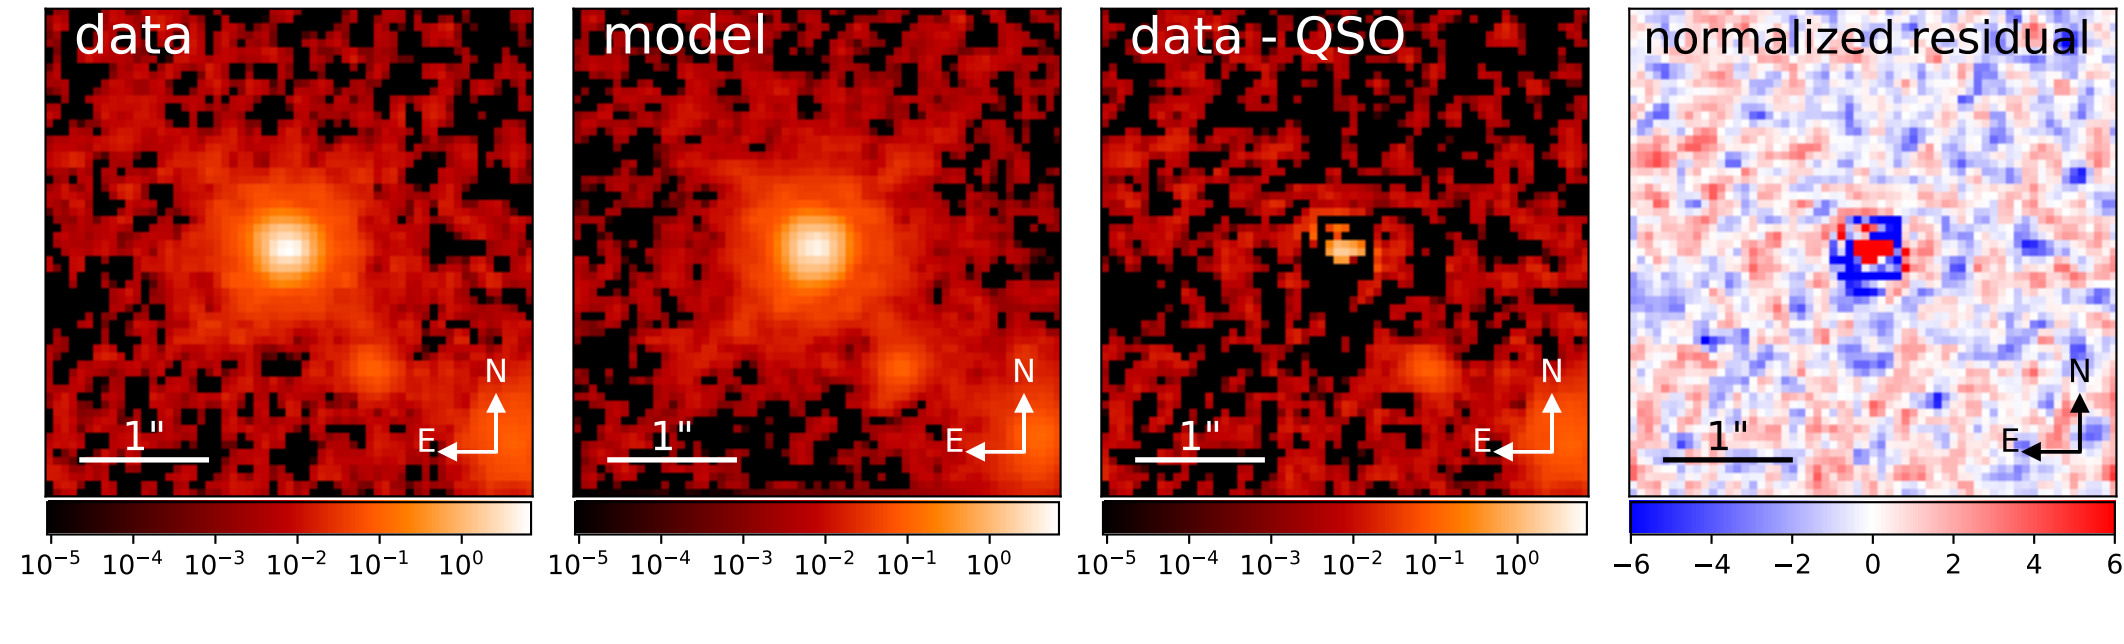 data model data - QSO normalized residual
N N N N
1" E 1" E 1" E 1" E
10⁻⁵ 10⁻⁴ 10⁻³ 10⁻² 10⁻¹ 10⁰ 10⁻⁵ 10⁻⁴ 10⁻³ 10⁻² 10⁻¹ 10⁰ 10⁻⁵ 10⁻⁴ 10⁻³ 10⁻² 10⁻¹ 10⁰ −6 −4 −2 0 2 4 6